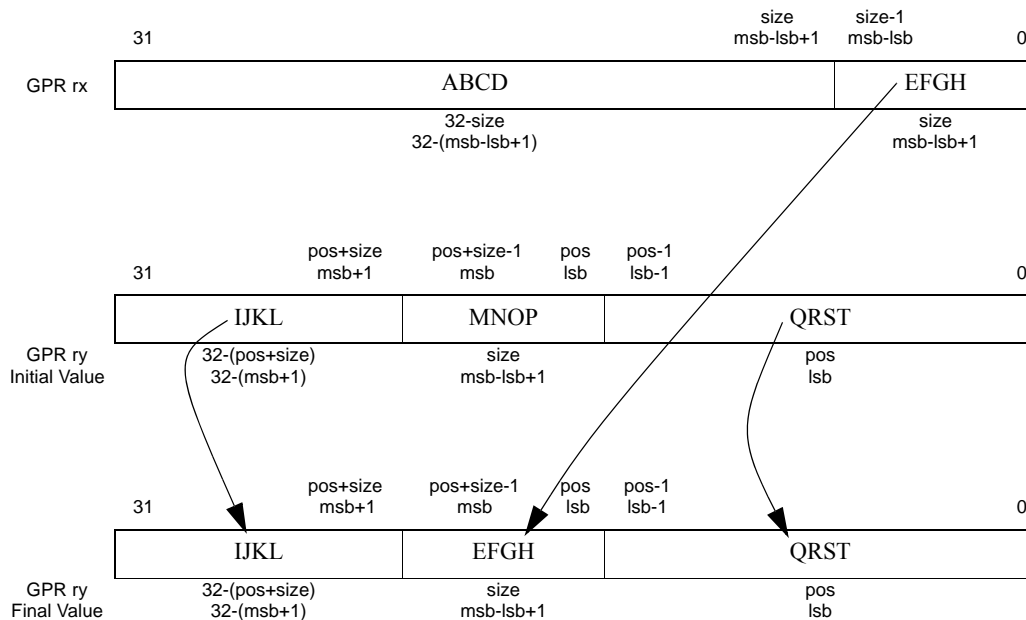 size size-1
31 msb-lsb+1 msb-lsb 0
GPR rx ABCD EFGH
32-size size
32-(msb-lsb+1) msb-lsb+1
pos+size pos+size-1 pos pos-1
31 msb+1 msb lsb lsb-1 0
IJKL MNOP QRST
GPR ry 32-(pos+size) size pos
Initial Value 32-(msb+1) msb-lsb+1 lsb
pos+size pos+size-1 pos pos-1
31 msb+1 msb lsb lsb-1 0
IJKL EFGH QRST
GPR ry 32-(pos+size) size pos
Final Value 32-(msb+1) msb-lsb+1 lsb